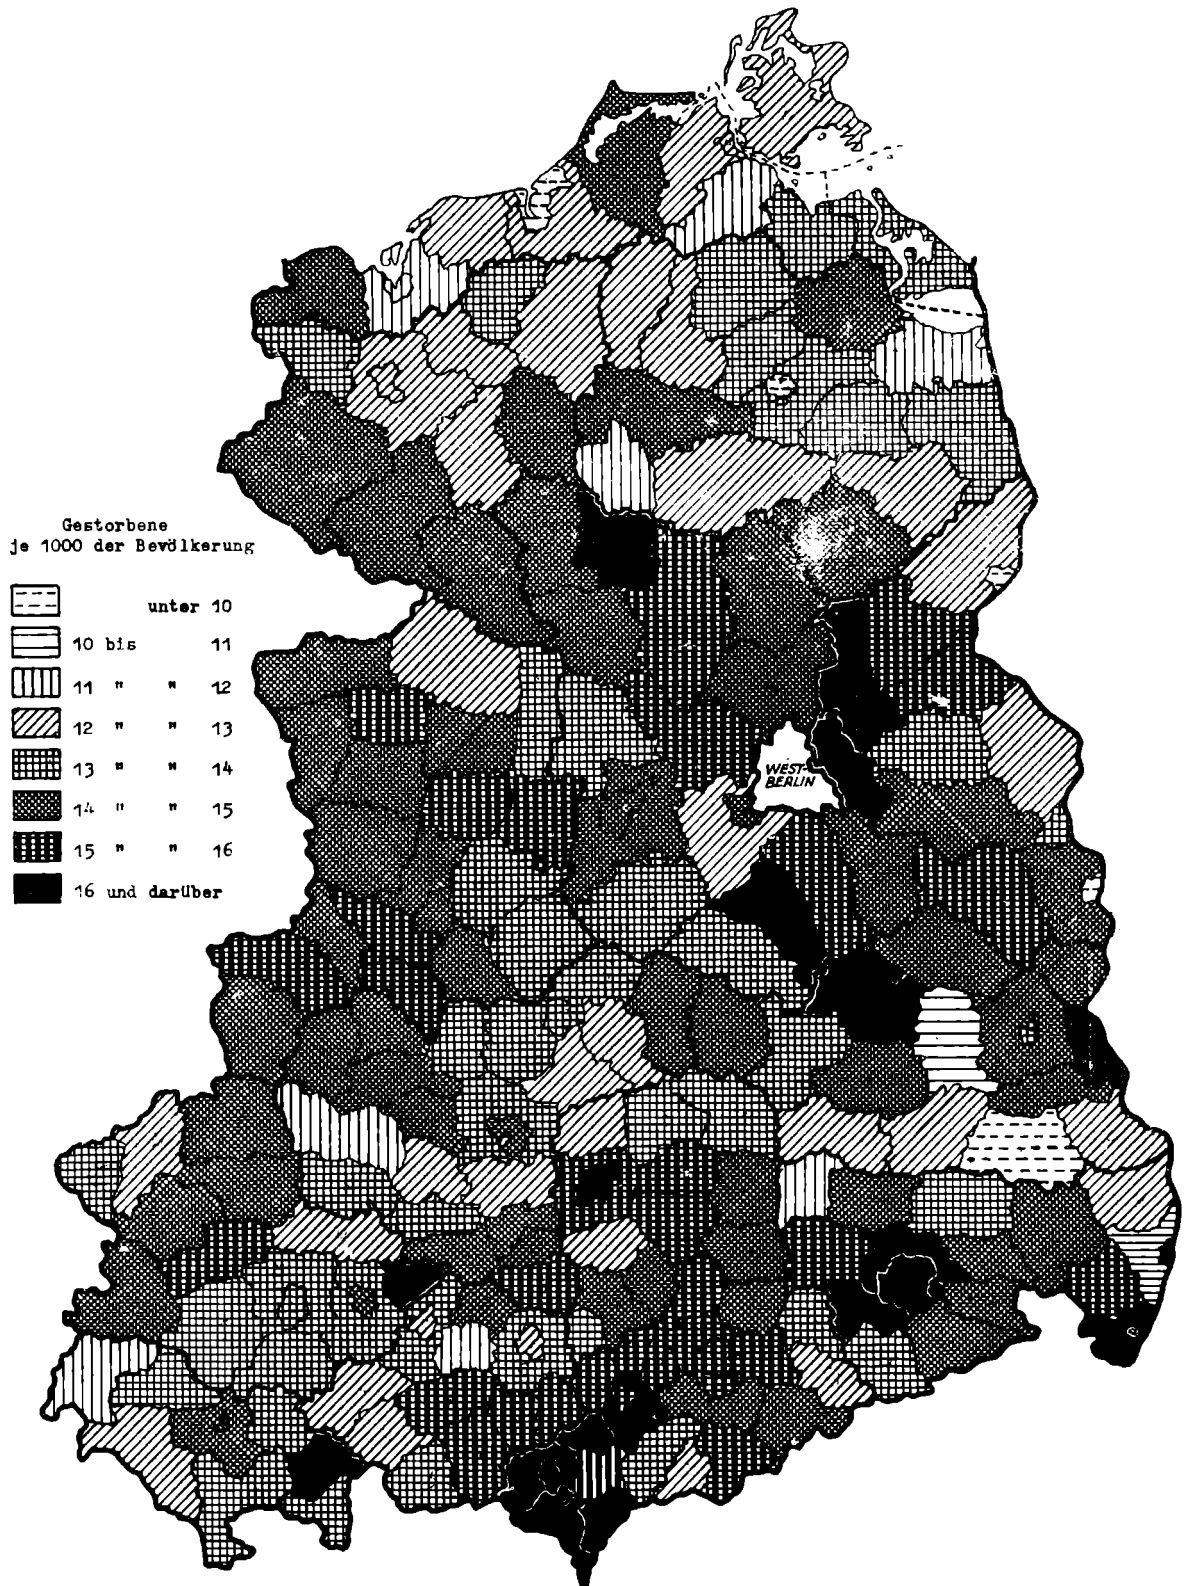 Gestorbene
je 1000 der Bevölkerung
unter 10
10 bis 11
11 " " 12
12 " " 13
13 " " 14
14 " " 15
15 " " 16
16 und darüber
WEST-
BERLIN